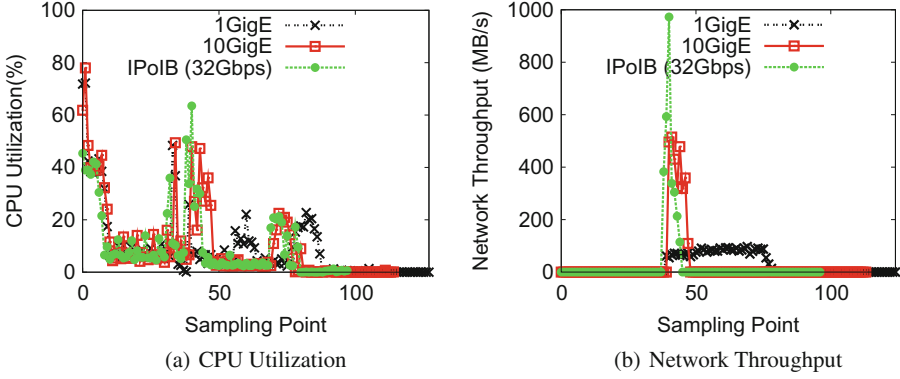 1GigE
10GigE
IPoIB (32Gbps)
100
80
60
40
20
0
CPU Utilization(%)
0
50
100
Sampling Point
(a) CPU Utilization
1GigE
10GigE
IPoIB (32Gbps)
1000
800
600
400
200
0
Network Throughput (MB/s)
0
50
100
Sampling Point
(b) Network Throughput